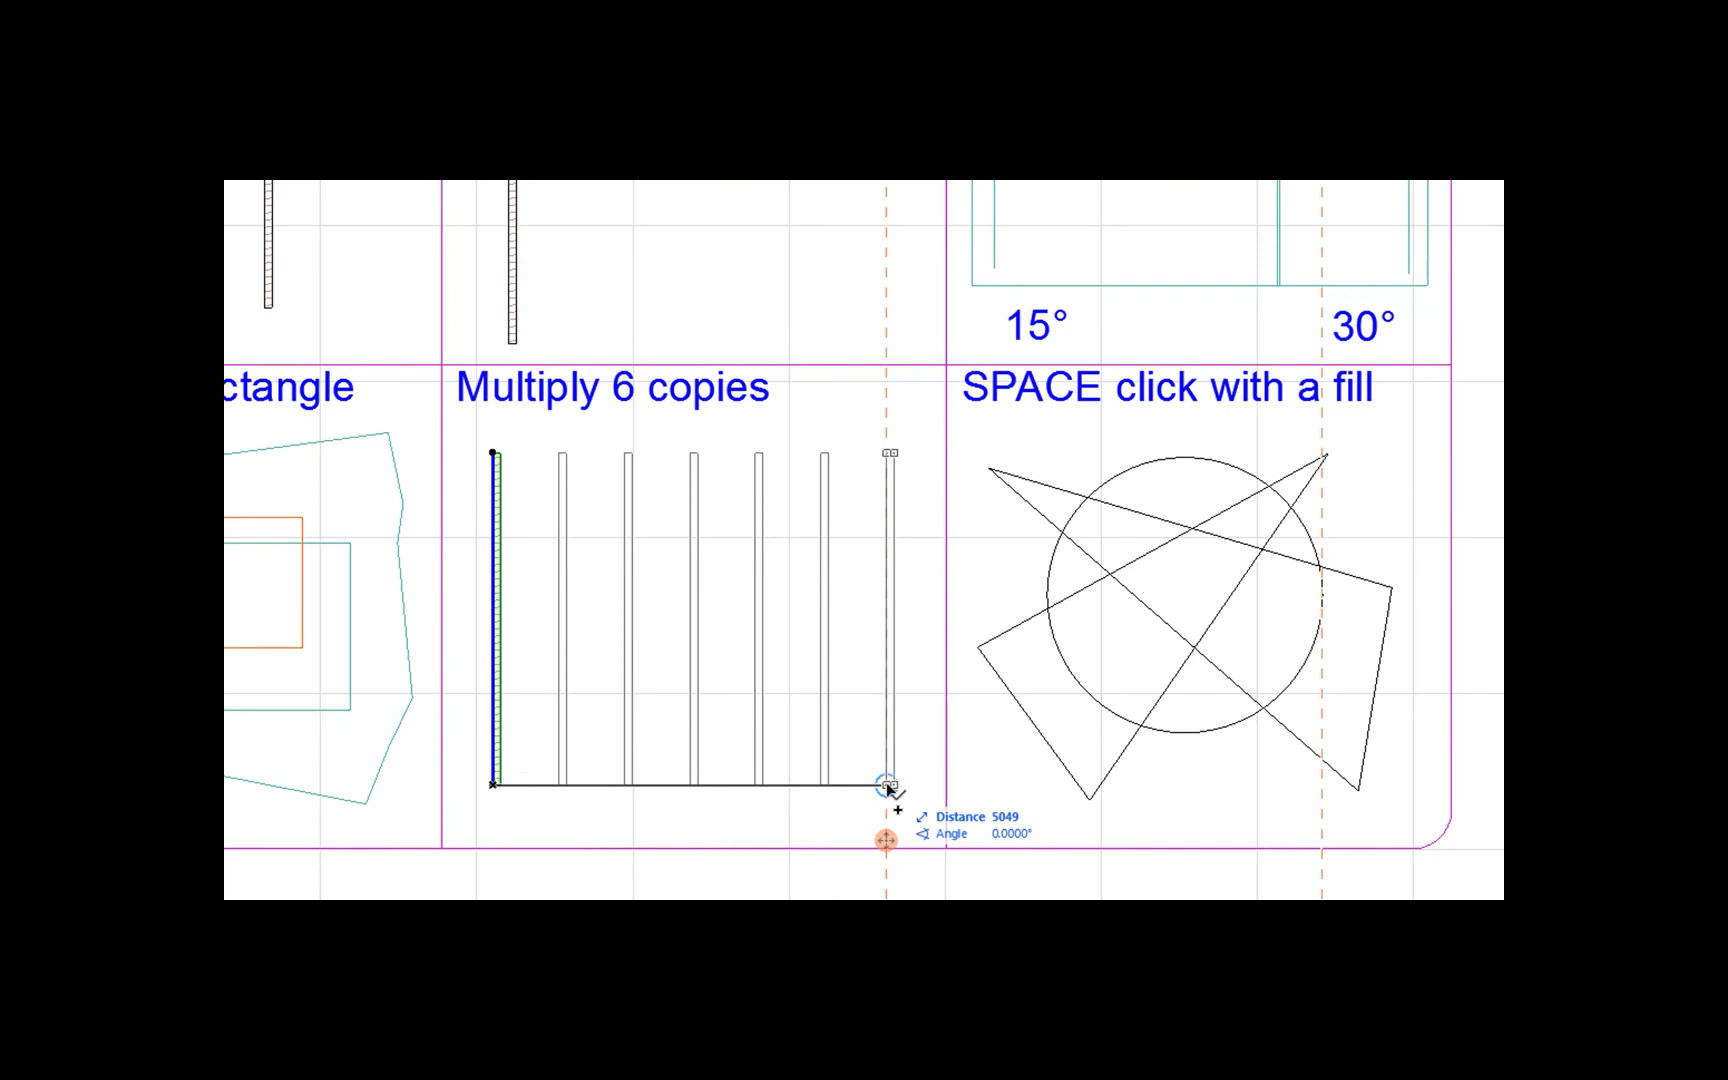 15°
30°
ctangle
Multiply 6 copies
SPACE click with a fill
Distance 5049
Angle 0.0000°